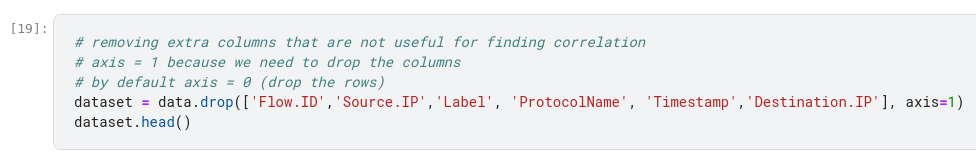 [19]:
# removing extra columns that are not useful for finding correlation
# axis = 1 because we need to drop the columns
# by default axis = 0 (drop the rows)
dataset = data.drop(['Flow.ID','Source.IP','Label', 'ProtocolName', 'Timestamp','Destination.IP'], axis=1)
dataset.head()